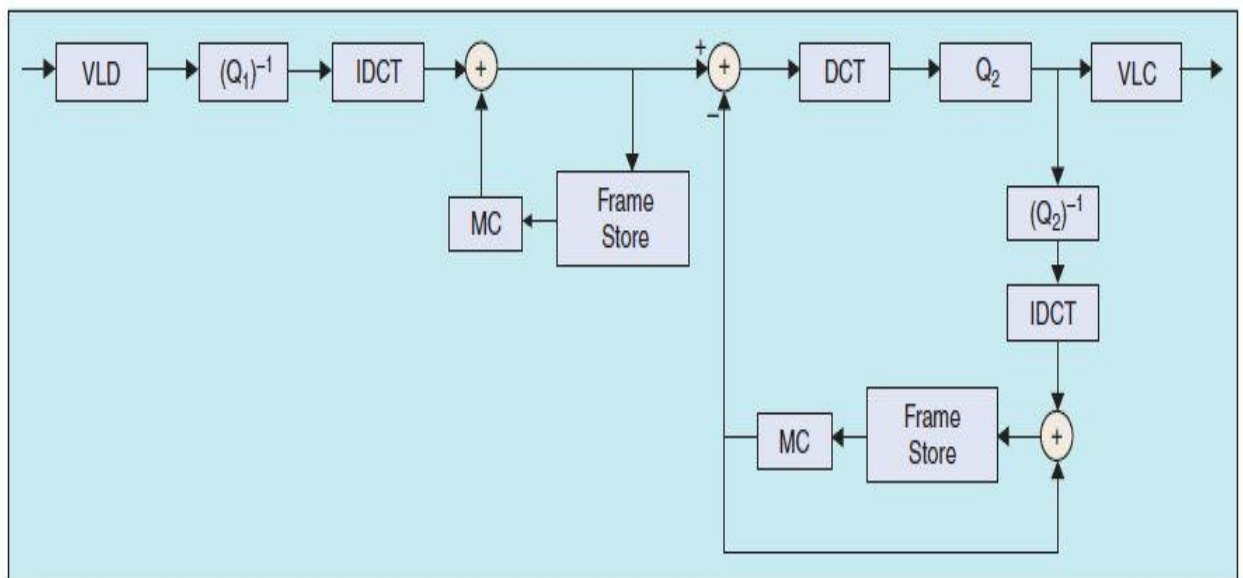 VLD
(Q₁)⁻¹
IDCT
+
+
+
−
DCT
Q₂
VLC
MC
Frame
Store
(Q₂)⁻¹
IDCT
MC
Frame
Store
+